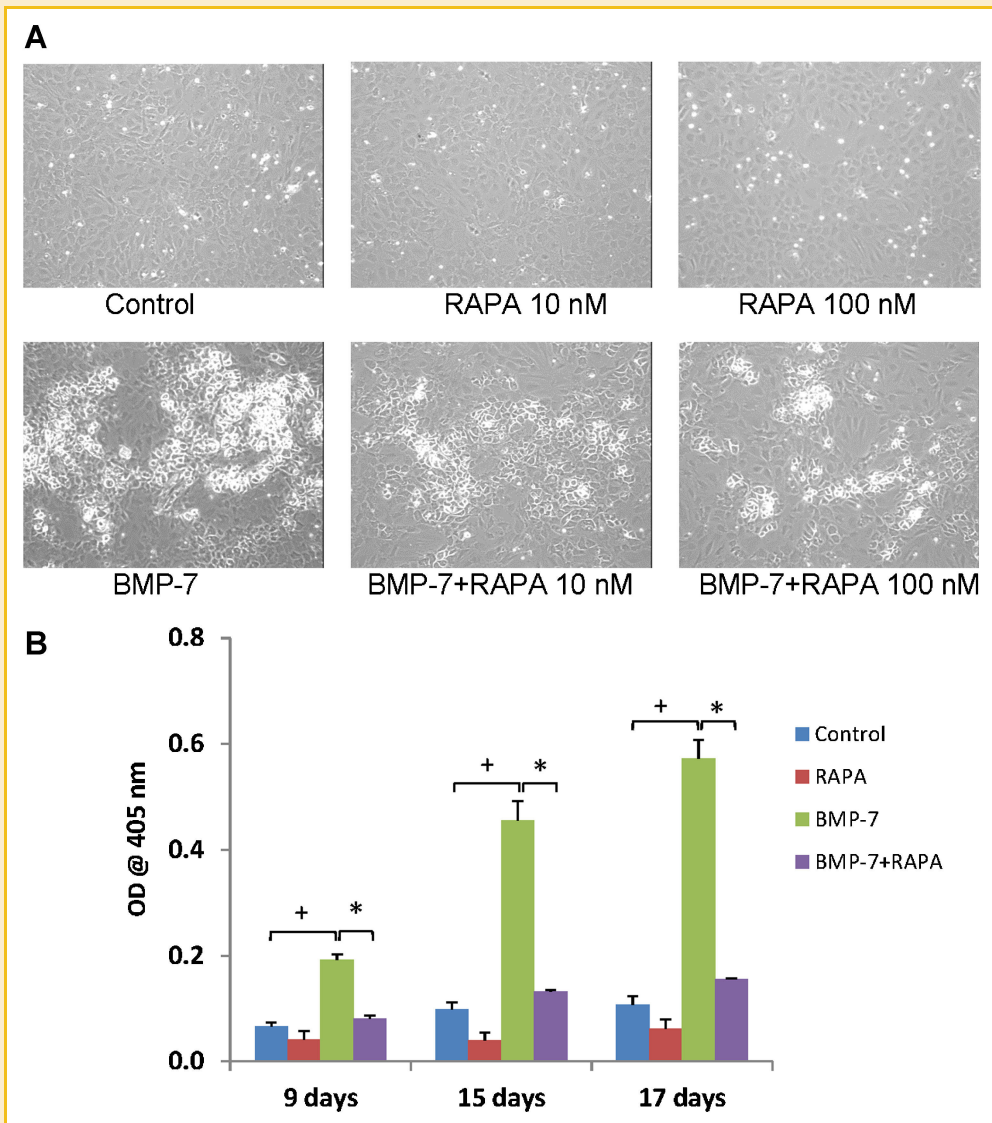 A
Control
RAPA 10 nM
RAPA 100 nM
BMP-7
BMP-7+RAPA 10 nM
BMP-7+RAPA 100 nM
B
OD @ 405 nm
0.8
0.6
0.4
0.2
0.0
+ *
+ *
+ *
9 days
15 days
17 days
Control
RAPA
BMP-7
BMP-7+RAPA